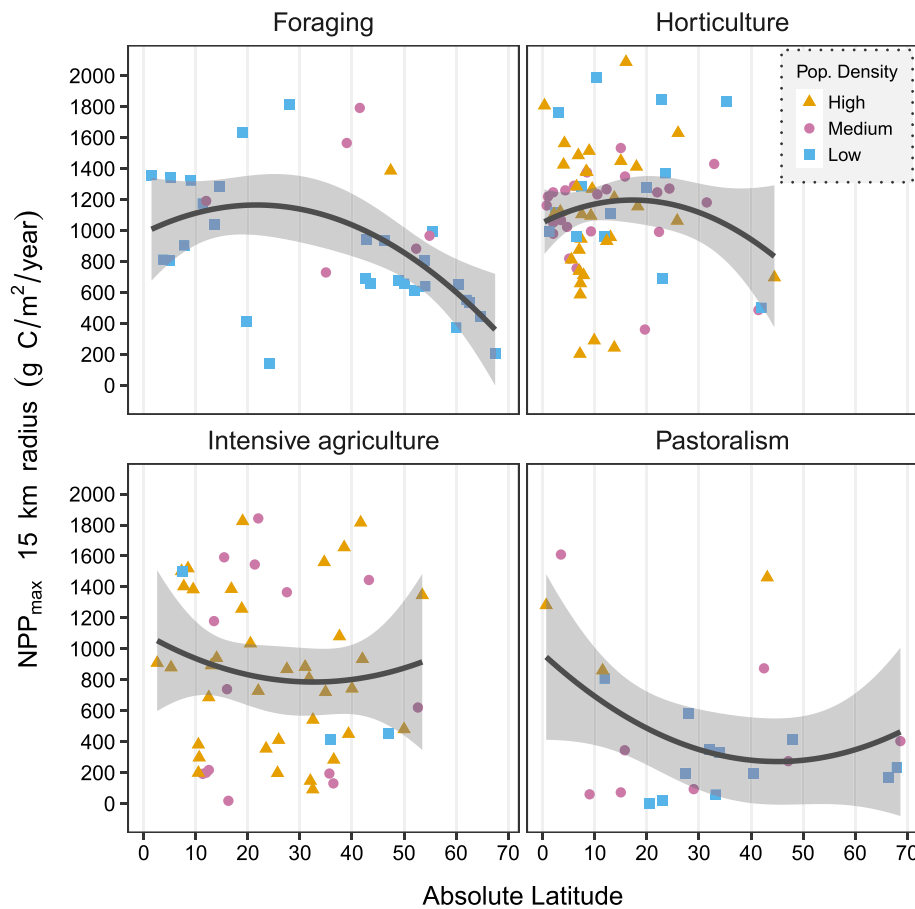 Foraging
Horticulture
Pop. Density
High
Medium
Low
2000
1800
1600
1400
1200
1000
800
600
400
200
0
Intensive agriculture
Pastoralism
2000
1800
1600
1400
1200
1000
800
600
400
200
0
NPPmax 15 km radius (g C/m²/year)
0 10 20 30 40 50 60 70 0 10 20 30 40 50 60 70
Absolute Latitude